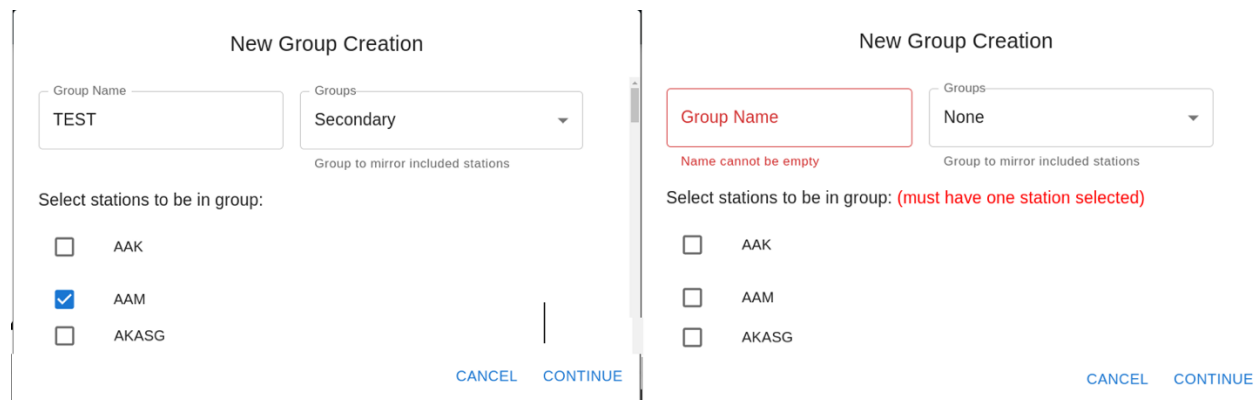 New Group Creation
Group Name
TEST
Groups
Secondary
Group to mirror included stations
Select stations to be in group:
AAK
AAM
AKASG
CANCEL CONTINUE
New Group Creation
Group Name
Name cannot be empty
Groups
None
Group to mirror included stations
Select stations to be in group: (must have one station selected)
AAK
AAM
AKASG
CANCEL CONTINUE